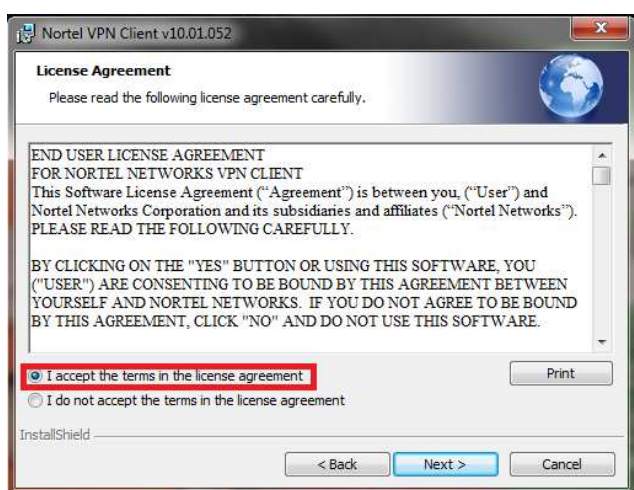 Nortel VPN Client v10.01.052
License Agreement
Please read the following license agreement carefully.
END USER LICENSE AGREEMENT
FOR NORTEL NETWORKS VPN CLIENT
This Software License Agreement (“Agreement”) is between you, (“User”) and
Nortel Networks Corporation and its subsidiaries and affiliates (“Nortel Networks”).
PLEASE READ THE FOLLOWING CAREFULLY.
BY CLICKING ON THE "YES" BUTTON OR USING THIS SOFTWARE, YOU
("USER") ARE CONSENTING TO BE BOUND BY THIS AGREEMENT BETWEEN
YOURSELF AND NORTEL NETWORKS. IF YOU DO NOT AGREE TO BE BOUND
BY THIS AGREEMENT, CLICK "NO" AND DO NOT USE THIS SOFTWARE.
I accept the terms in the license agreement
Print
I do not accept the terms in the license agreement
InstallShield
< Back
Next >
Cancel